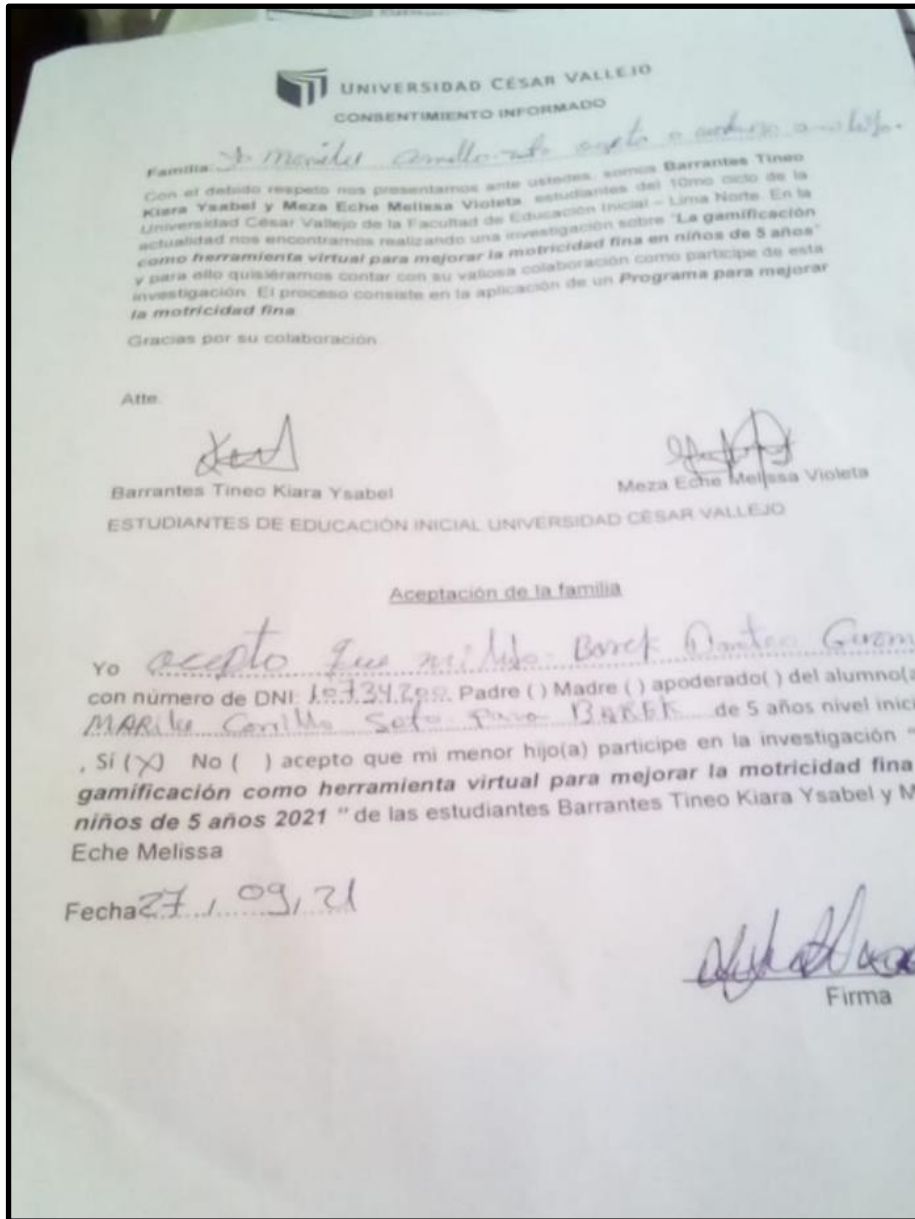 UNIVERSIDAD CÉSAR VALLEJO
CONSENTIMIENTO INFORMADO
Familia: Yo a mi hijo.
Con el debido respeto nos presentamos ante ustedes, somos Barrantes Tineo
Kiara Ysabel y Meza Eche Melissa Violeta, estudiantes del 10mo ciclo de la
Universidad César Vallejo de la Facultad de Educación Inicial – Lima Norte. En la
actualidad nos encontramos realizando una investigación sobre "La gamificación
como herramienta virtual para mejorar la motricidad fina en niños de 5 años"
y para ello quisiéramos contar con su valiosa colaboración como participe de esta
investigación. El proceso consiste en la aplicación de un Programa para mejorar
la motricidad fina.
Gracias por su colaboración
Atte.
Barrantes Tineo Kiara Ysabel Meza Eche Melissa Violeta
ESTUDIANTES DE EDUCACIÓN INICIAL UNIVERSIDAD CÉSAR VALLEJO
Aceptación de la familia
Yo acepto que mi hijo
con número de DNI: 10734200 Padre ( ) Madre ( ) apoderado( ) del alumno(a
Soto BAREK de 5 años nivel inici
, Sí (X) No ( ) acepto que mi menor hijo(a) participe en la investigación "
gamificación como herramienta virtual para mejorar la motricidad fina
niños de 5 años 2021 " de las estudiantes Barrantes Tineo Kiara Ysabel y M
Eche Melissa
Fecha 27, 09, 21
Firma